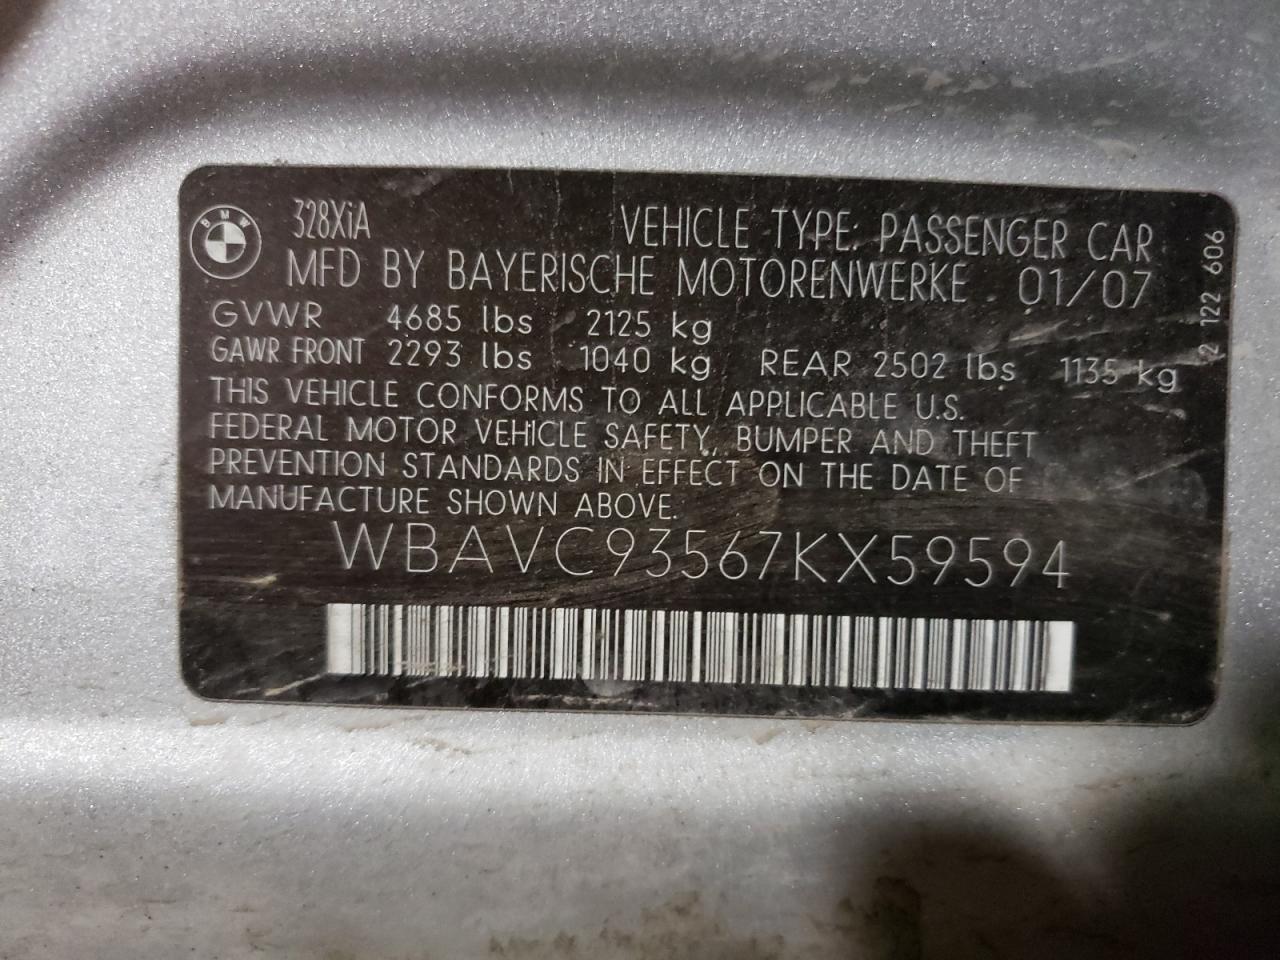 BMW
328XiA
VEHICLE TYPE: PASSENGER CAR
MFD BY BAYERISCHE MOTORENWERKE 01/07
GVWR 4685 lbs 2125 kg
GAWR FRONT 2293 lbs 1040 kg REAR 2502 lbs 1135 kg
THIS VEHICLE CONFORMS TO ALL APPLICABLE U.S.
FEDERAL MOTOR VEHICLE SAFETY, BUMPER AND THEFT
PREVENTION STANDARDS IN EFFECT ON THE DATE OF
MANUFACTURE SHOWN ABOVE.
WBAVC93567KX59594
2 122 606